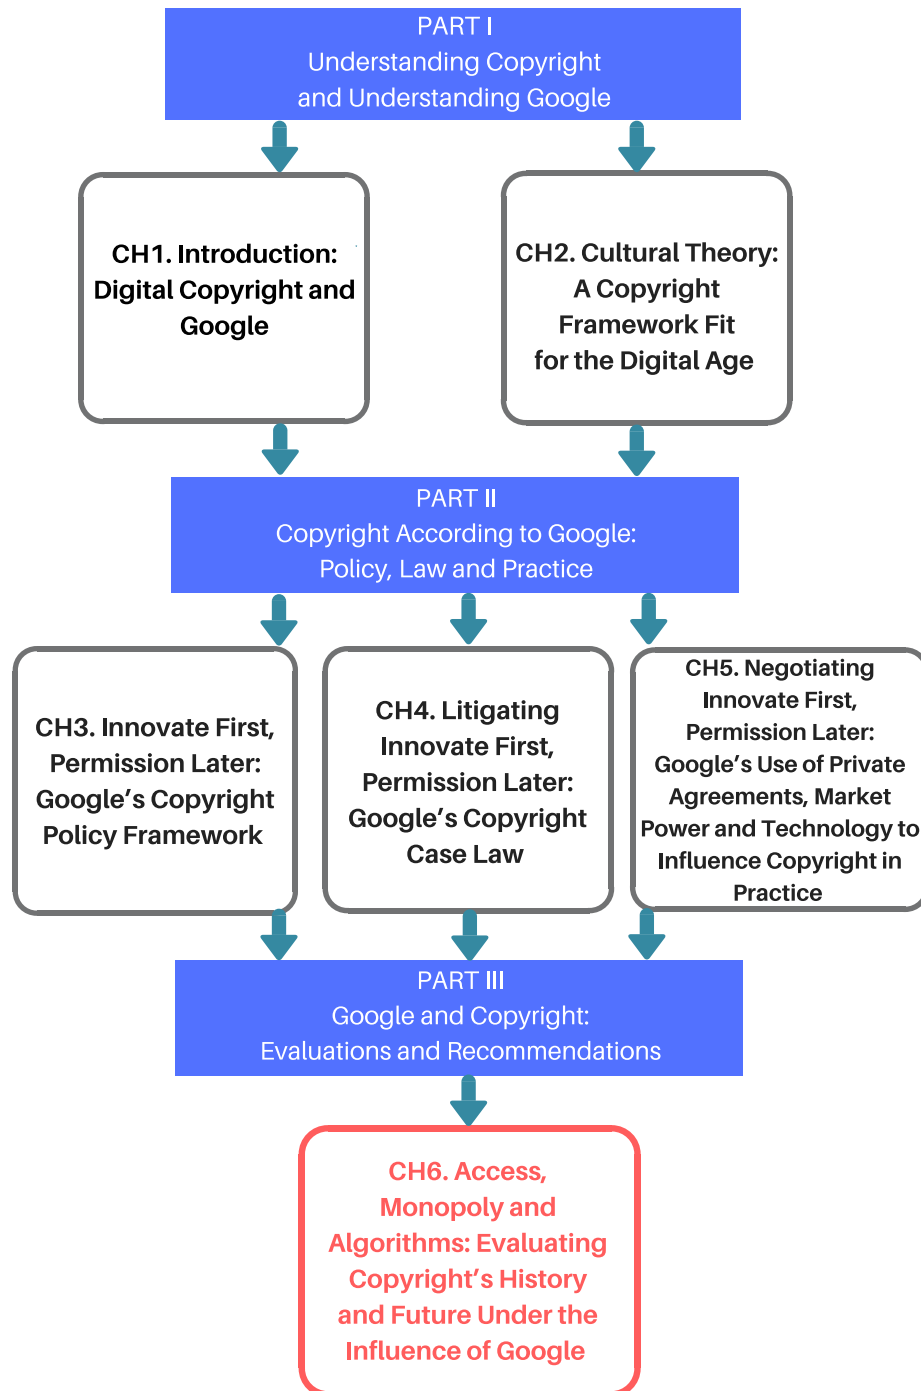 PART I
Understanding Copyright
and Understanding Google
CH1. Introduction:
Digital Copyright and
Google
CH2. Cultural Theory:
A Copyright
Framework Fit
for the Digital Age
PART II
Copyright According to Google:
Policy, Law and Practice
CH3. Innovate First,
Permission Later:
Google’s Copyright
Policy Framework
CH4. Litigating
Innovate First,
Permission Later:
Google’s Copyright
Case Law
CH5. Negotiating
Innovate First,
Permission Later:
Google’s Use of Private
Agreements, Market
Power and Technology to
Influence Copyright in
Practice
PART III
Google and Copyright:
Evaluations and Recommendations
CH6. Access,
Monopoly and
Algorithms: Evaluating
Copyright’s History
and Future Under the
Influence of Google